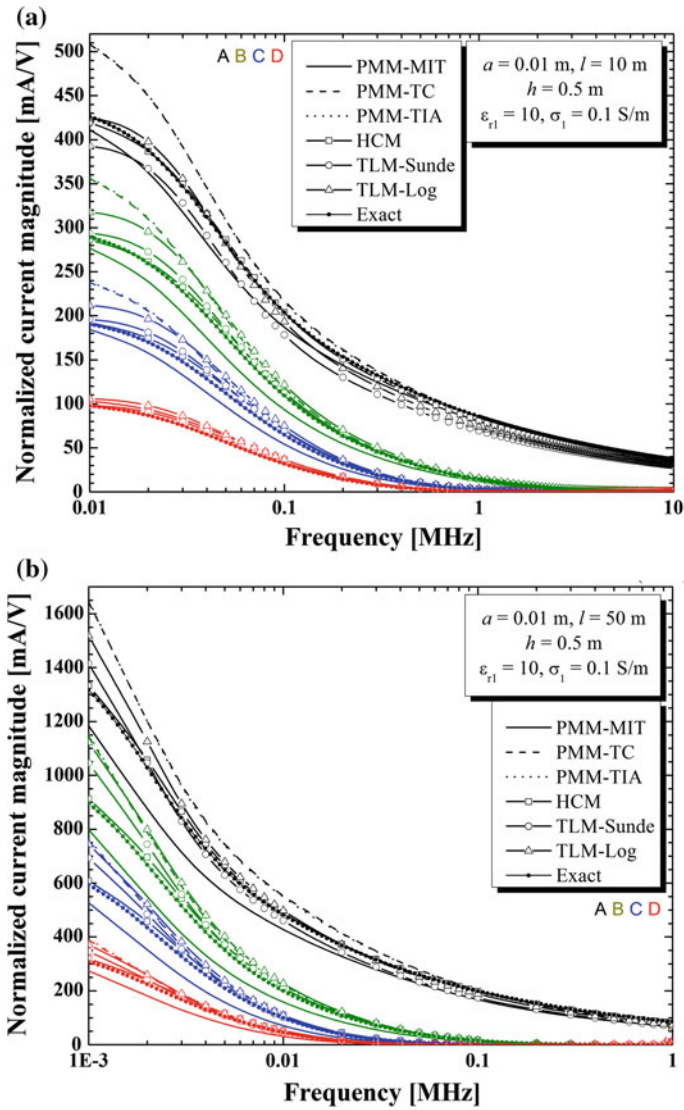 (a)
A B C D
PMM-MIT
PMM-TC
PMM-TIA
HCM
TLM-Sunde
TLM-Log
Exact
a = 0.01 m, l = 10 m
h = 0.5 m
εr1 = 10, σ1 = 0.1 S/m
Normalized current magnitude [mA/V]
500
450
400
350
300
250
200
150
100
50
0
0.01
0.1
1
10
Frequency [MHz]
(b)
a = 0.01 m, l = 50 m
h = 0.5 m
εr1 = 10, σ1 = 0.1 S/m
PMM-MIT
PMM-TC
PMM-TIA
HCM
TLM-Sunde
TLM-Log
Exact
A B C D
Normalized current magnitude [mA/V]
1600
1400
1200
1000
800
600
400
200
0
1E-3
0.01
0.1
1
Frequency [MHz]